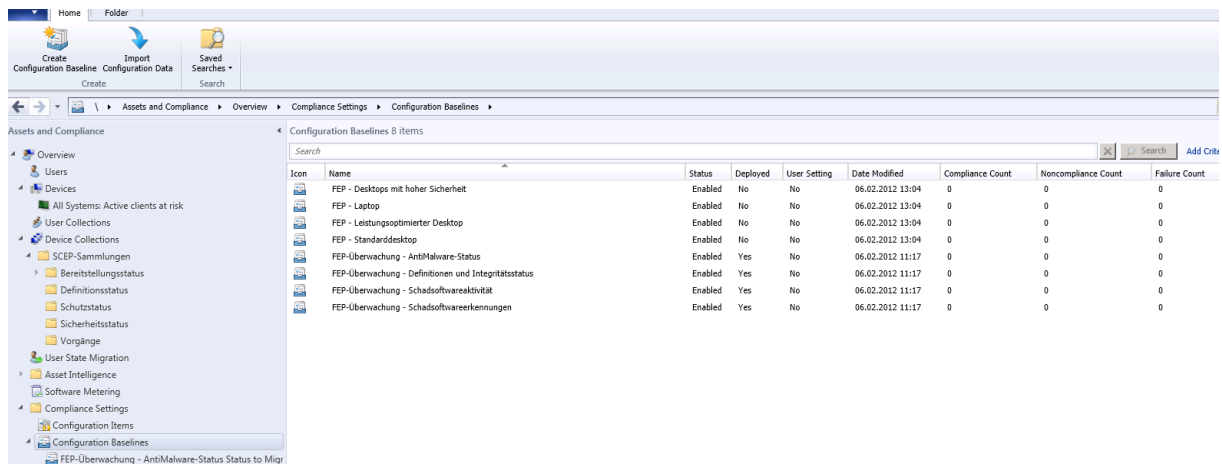 Home Folder
Create Configuration Baseline
Import Configuration Data
Saved Searches
Create
Search
\ Assets and Compliance Overview Compliance Settings Configuration Baselines
Assets and Compliance
Overview
Users
Devices
All Systems: Active clients at risk
User Collections
Device Collections
SCEP-Sammlungen
Bereitstellungsstatus
Definitionsstatus
Schutzstatus
Sicherheitsstatus
Vorgänge
User State Migration
Asset Intelligence
Software Metering
Compliance Settings
Configuration Items
Configuration Baselines
FEP-Überwachung - AntiMalware-Status Status to Migr
Configuration Baselines 8 items
Search
Search Add Crite
Icon Name Status Deployed User Setting Date Modified Compliance Count Noncompliance Count Failure Count
FEP - Desktops mit hoher Sicherheit Enabled No No 06.02.2012 13:04 0 0 0
FEP - Laptop Enabled No No 06.02.2012 13:04 0 0 0
FEP - Leistungsoptimierter Desktop Enabled No No 06.02.2012 13:04 0 0 0
FEP - Standarddesktop Enabled No No 06.02.2012 13:04 0 0 0
FEP-Überwachung - AntiMalware-Status Enabled Yes No 06.02.2012 11:17 0 0 0
FEP-Überwachung - Definitionen und Integritätsstatus Enabled Yes No 06.02.2012 11:17 0 0 0
FEP-Überwachung - Schadsoftwareaktivität Enabled Yes No 06.02.2012 11:17 0 0 0
FEP-Überwachung - Schadsoftwareerkennungen Enabled Yes No 06.02.2012 11:17 0 0 0